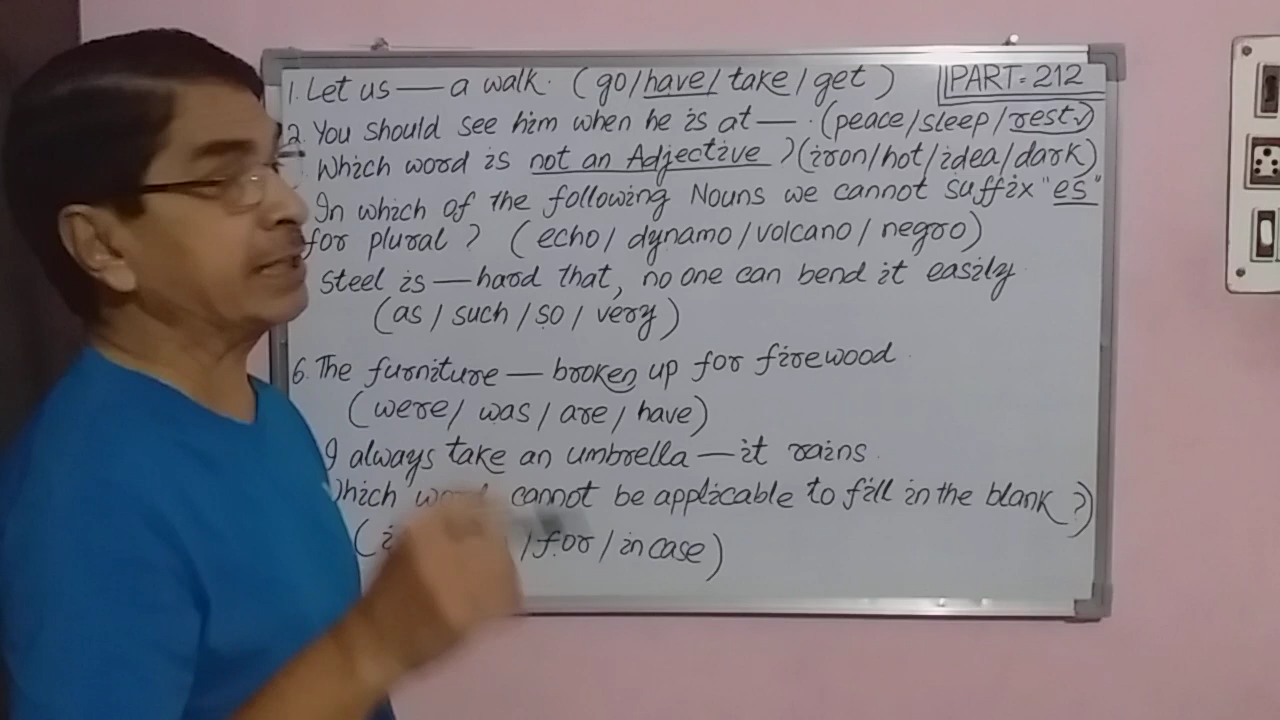 1. Let us — a walk. (go/have/take/get) PART=212
2. You should see him when he is at — . (peace/sleep/rest✓)
Which word is not an Adjective ? (iron/hot/idea/dark)
In which of the following Nouns we cannot suffix "es"
for plural ? (echo/dynamo/volcano/negro)
Steel is — hard that, no one can bend it easily
(as/such/so/very)
6. The furniture — broken up for firewood
(were/was/are/have)
I always take an umbrella — it rains.
Which word cannot be applicable to fill in the blank ?)
/for/in case)